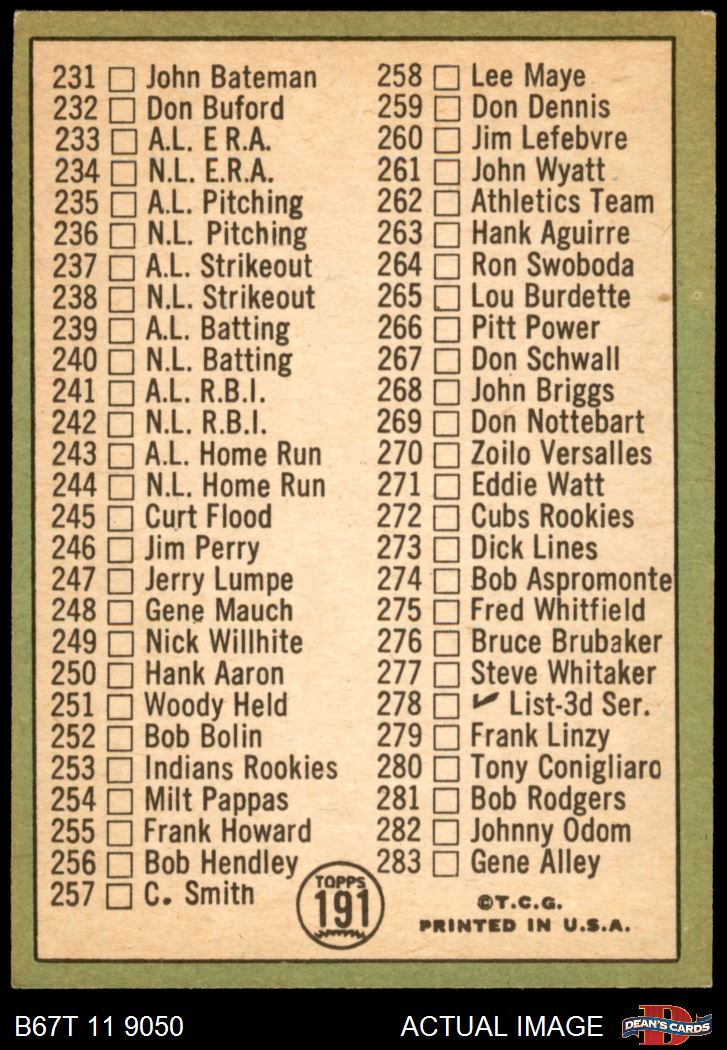 231 John Bateman
232 Don Buford
233 A.L. E R.A.
234 N.L. E.R.A.
235 A.L. Pitching
236 N.L. Pitching
237 A.L. Strikeout
238 N.L. Strikeout
239 A.L. Batting
240 N.L. Batting
241 A.L. R.B.I.
242 N.L. R.B.I.
243 A.L. Home Run
244 N.L. Home Run
245 Curt Flood
246 Jim Perry
247 Jerry Lumpe
248 Gene Mauch
249 Nick Willhite
250 Hank Aaron
251 Woody Held
252 Bob Bolin
253 Indians Rookies
254 Milt Pappas
255 Frank Howard
256 Bob Hendley
257 C. Smith
258 Lee Maye
259 Don Dennis
260 Jim Lefebvre
261 John Wyatt
262 Athletics Team
263 Hank Aguirre
264 Ron Swoboda
265 Lou Burdette
266 Pitt Power
267 Don Schwall
268 John Briggs
269 Don Nottebart
270 Zoilo Versalles
271 Eddie Watt
272 Cubs Rookies
273 Dick Lines
274 Bob Aspromonte
275 Fred Whitfield
276 Bruce Brubaker
277 Steve Whitaker
278 ✓ List-3d Ser.
279 Frank Linzy
280 Tony Conigliaro
281 Bob Rodgers
282 Johnny Odom
283 Gene Alley
TOPPS
191
©T.C.G.
PRINTED IN U.S.A.
B67T 11 9050
ACTUAL IMAGE
D
DEAN'S CARDS